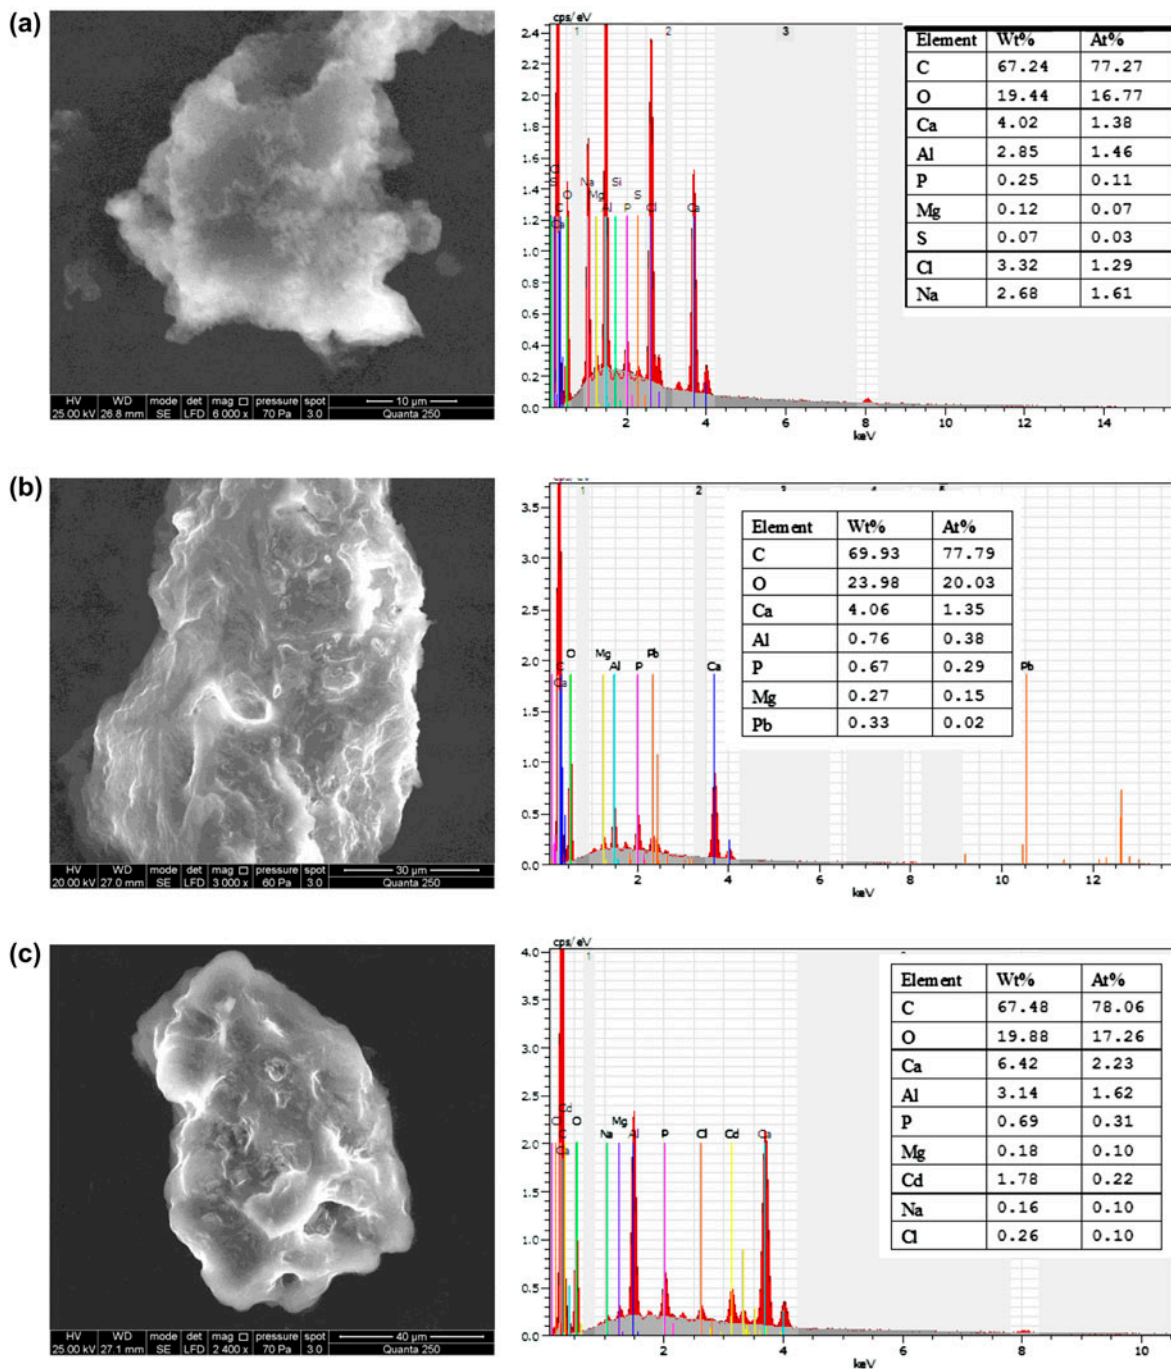 (a)
HV WD mode det mag □ pressure spot
25.00 kV 26.8 mm SE LFD 6 000 x 70 Pa 3.0
10 µm
Quanta 250
cps/eV
1 2 3
2.4
2.2
2.0
1.8
1.6
1.4
1.2
1.0
0.8
0.6
0.4
0.2
0.0
S C Ca O Na Mg Al Si P S Cl Ca
2 4 6 8 10 12 14
keV
Element Wt% At%
C 67.24 77.27
O 19.44 16.77
Ca 4.02 1.38
Al 2.85 1.46
P 0.25 0.11
Mg 0.12 0.07
S 0.07 0.03
Cl 3.32 1.29
Na 2.68 1.61
(b)
HV WD mode det mag □ pressure spot
20.00 kV 27.0 mm SE LFD 3 000 x 60 Pa 3.0
30 µm
Quanta 250
1 2 3 4 5
3.5
3.0
2.5
2.0
1.5
1.0
0.5
0.0
C Ca O Mg Al P Pb Ca Pb
2 4 6 8 10 12
keV
Element Wt% At%
C 69.93 77.79
O 23.98 20.03
Ca 4.06 1.35
Al 0.76 0.38
P 0.67 0.29
Mg 0.27 0.15
Pb 0.33 0.02
(c)
HV WD mode det mag □ pressure spot
25.00 kV 27.1 mm SE LFD 2 400 x 70 Pa 3.0
40 µm
Quanta 250
cps/eV
1
4.0
3.5
3.0
2.5
2.0
1.5
1.0
0.5
0.0
Cd C Ca O Na Mg Al P Cl Cd Ca
2 4 6 8 10
keV
Element Wt% At%
C 67.48 78.06
O 19.88 17.26
Ca 6.42 2.23
Al 3.14 1.62
P 0.69 0.31
Mg 0.18 0.10
Cd 1.78 0.22
Na 0.16 0.10
Cl 0.26 0.10